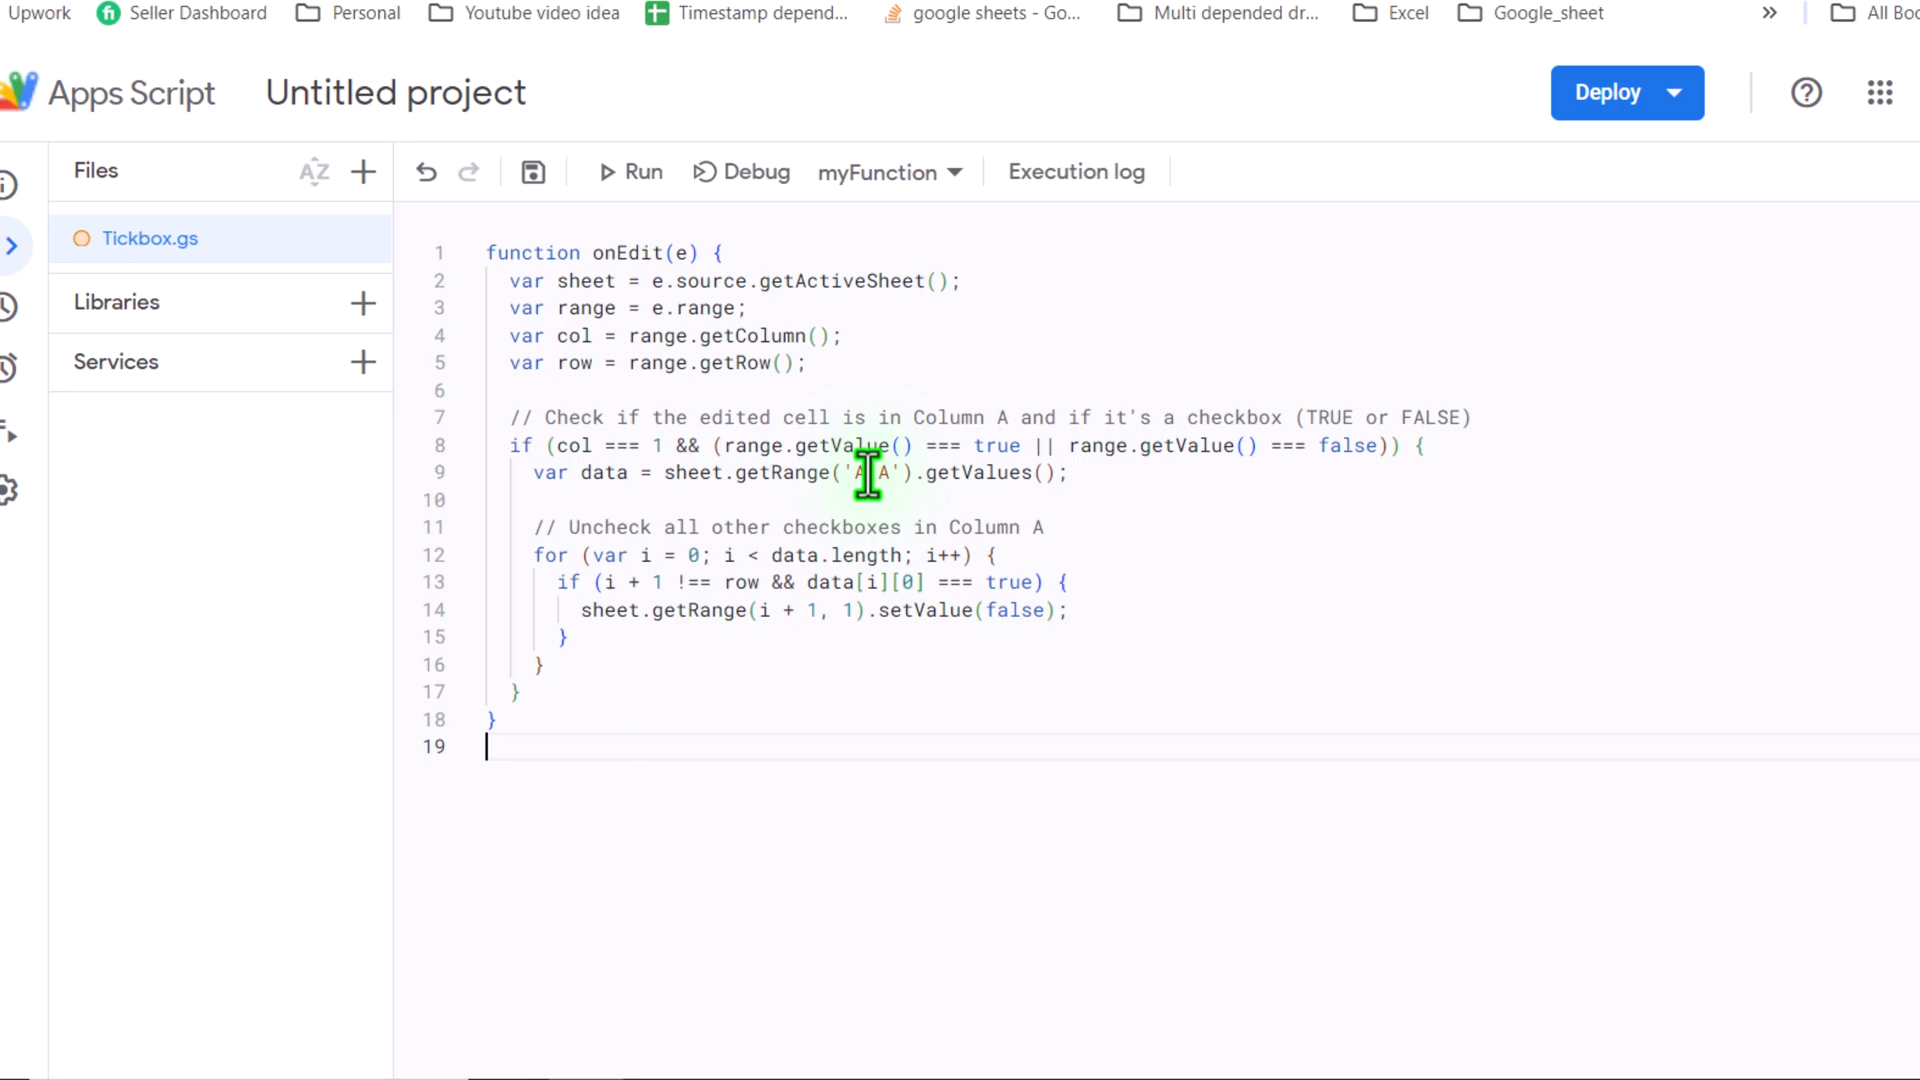 Upwork Seller Dashboard Personal Youtube video idea Timestamp depend... google sheets - Go... Multi depended dr... Excel Google_sheet » All Boo
Apps Script Untitled project Deploy
Files AZ Run Debug myFunction Execution log
Tickbox.gs
Libraries
Services
1 function onEdit(e) {
2 var sheet = e.source.getActiveSheet();
3 var range = e.range;
4 var col = range.getColumn();
5 var row = range.getRow();
6
7 // Check if the edited cell is in Column A and if it's a checkbox (TRUE or FALSE)
8 if (col === 1 && (range.getValue() === true || range.getValue() === false)) {
9 var data = sheet.getRange('A:A').getValues();
10
11 // Uncheck all other checkboxes in Column A
12 for (var i = 0; i < data.length; i++) {
13 if (i + 1 !== row && data[i][0] === true) {
14 sheet.getRange(i + 1, 1).setValue(false);
15 }
16 }
17 }
18 }
19